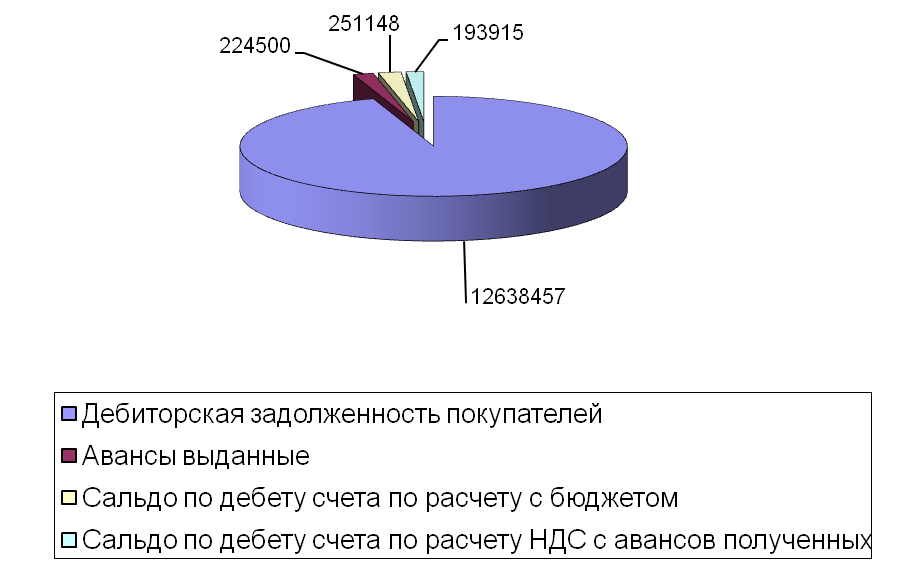 251148
193915
224500
12638457
Дебиторская задолженность покупателей
Авансы выданные
Сальдо по дебету счета по расчету с бюджетом
Сальдо по дебету счета по расчету НДС с авансов полученных